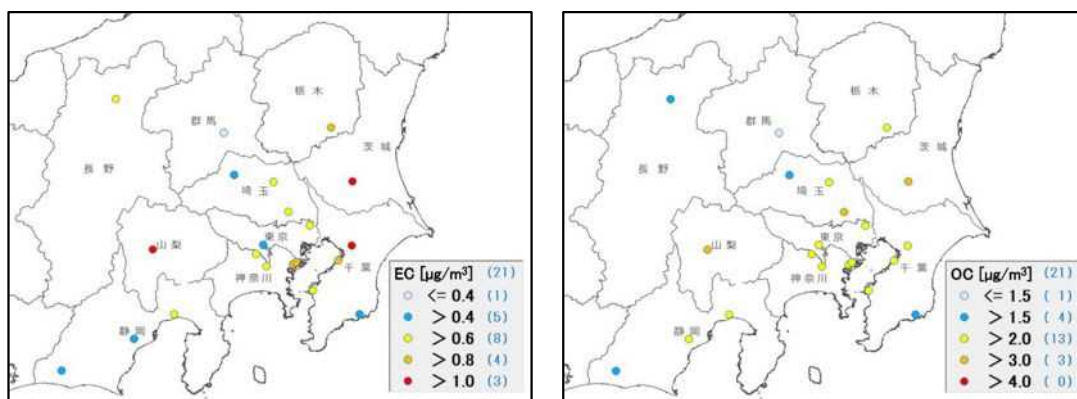 栃木
群馬
茨城
長野
埼玉
山梨
東京
千葉
神奈川
静岡
EC [μg/m³] (21)
<= 0.4 (1)
> 0.4 (5)
> 0.6 (8)
> 0.8 (4)
> 1.0 (3)
栃木
群馬
茨城
長野
埼玉
山梨
東京
千葉
神奈川
静岡
OC [μg/m³] (21)
<= 1.5 ( 1)
> 1.5 ( 4)
> 2.0 (13)
> 3.0 ( 3)
> 4.0 ( 0)